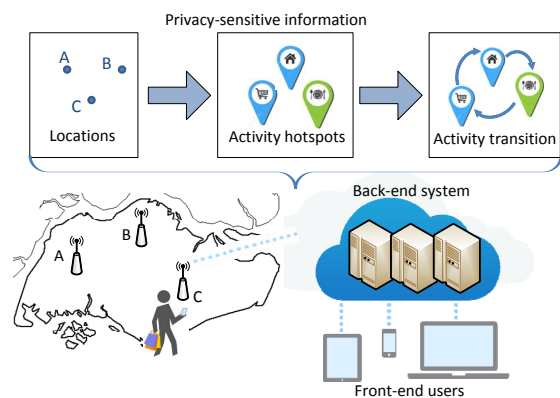 Privacy-sensitive information
A
B
C
Locations
Activity hotspots
Activity transition
Back-end system
A
B
C
Front-end users